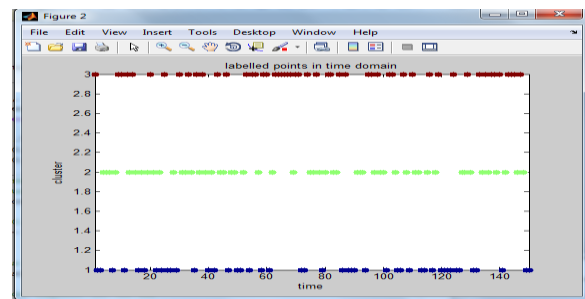 Figure 2
File Edit View Insert Tools Desktop Window Help
labelled points in time domain
3
2.8
2.6
2.4
2.2
2
1.8
1.6
1.4
1.2
1
cluster
20 40 60 80 100 120 140
time